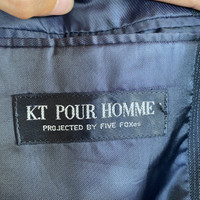 K.T POUR HOMME
PROJECTED BY FIVE FOXes